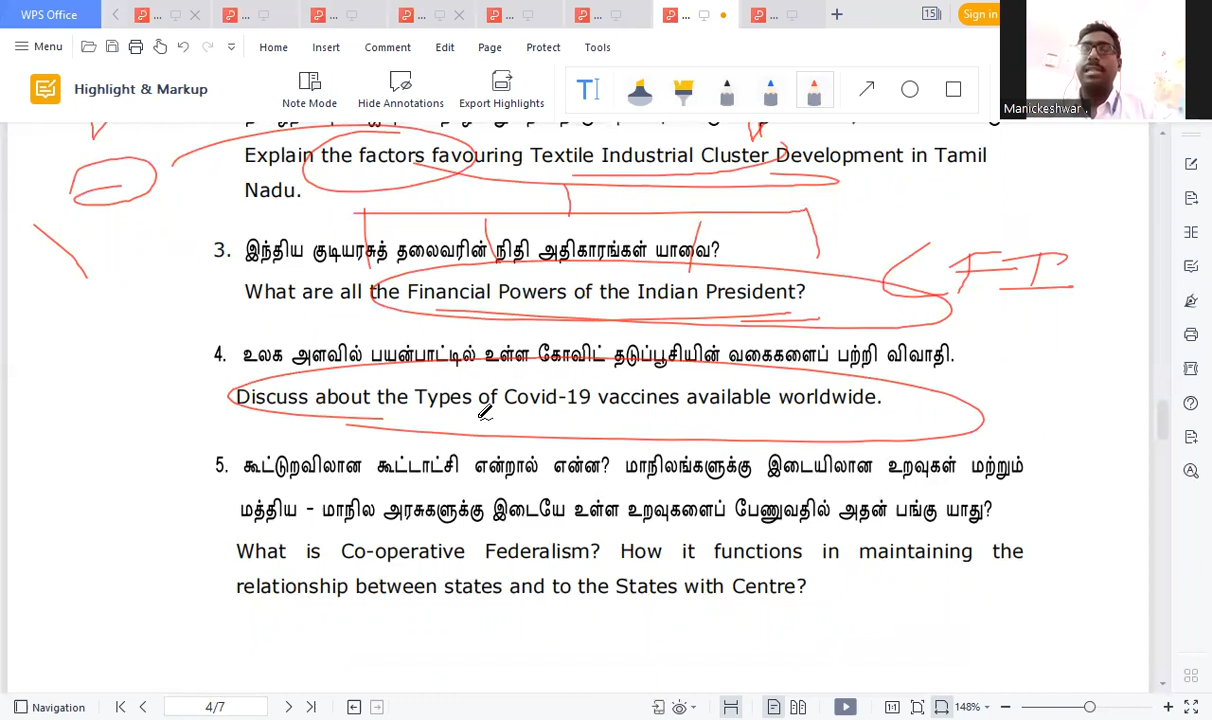 WPS Office
...
...
...
...
...
...
...
15
Sign in
Menu
Home
Insert
Comment
Edit
Page
Protect
Tools
Highlight & Markup
Note Mode
Hide Annotations
Export Highlights
Manickeshwar .
Explain the factors favouring Textile Industrial Cluster Development in Tamil
Nadu.
3. இந்திய குடியரசுத் தலைவரின் நிதி அதிகாரங்கள் யாவை?
What are all the Financial Powers of the Indian President?
FI
4. உலக அளவில் பயன்பாட்டில் உள்ள கோவிட் தடுப்பூசியின் வகைகளைப் பற்றி விவாதி.
Discuss about the Types of Covid-19 vaccines available worldwide.
5. கூட்டுறவிலான கூட்டாட்சி என்றால் என்ன? மாநிலங்களுக்கு இடையிலான உறவுகள் மற்றும்
மத்திய - மாநில அரசுகளுக்கு இடையே உள்ள உறவுகளைப் பேணுவதில் அதன் பங்கு யாது?
What is Co-operative Federalism? How it functions in maintaining the
relationship between states and to the States with Centre?
Navigation
4/7
1:1
148%